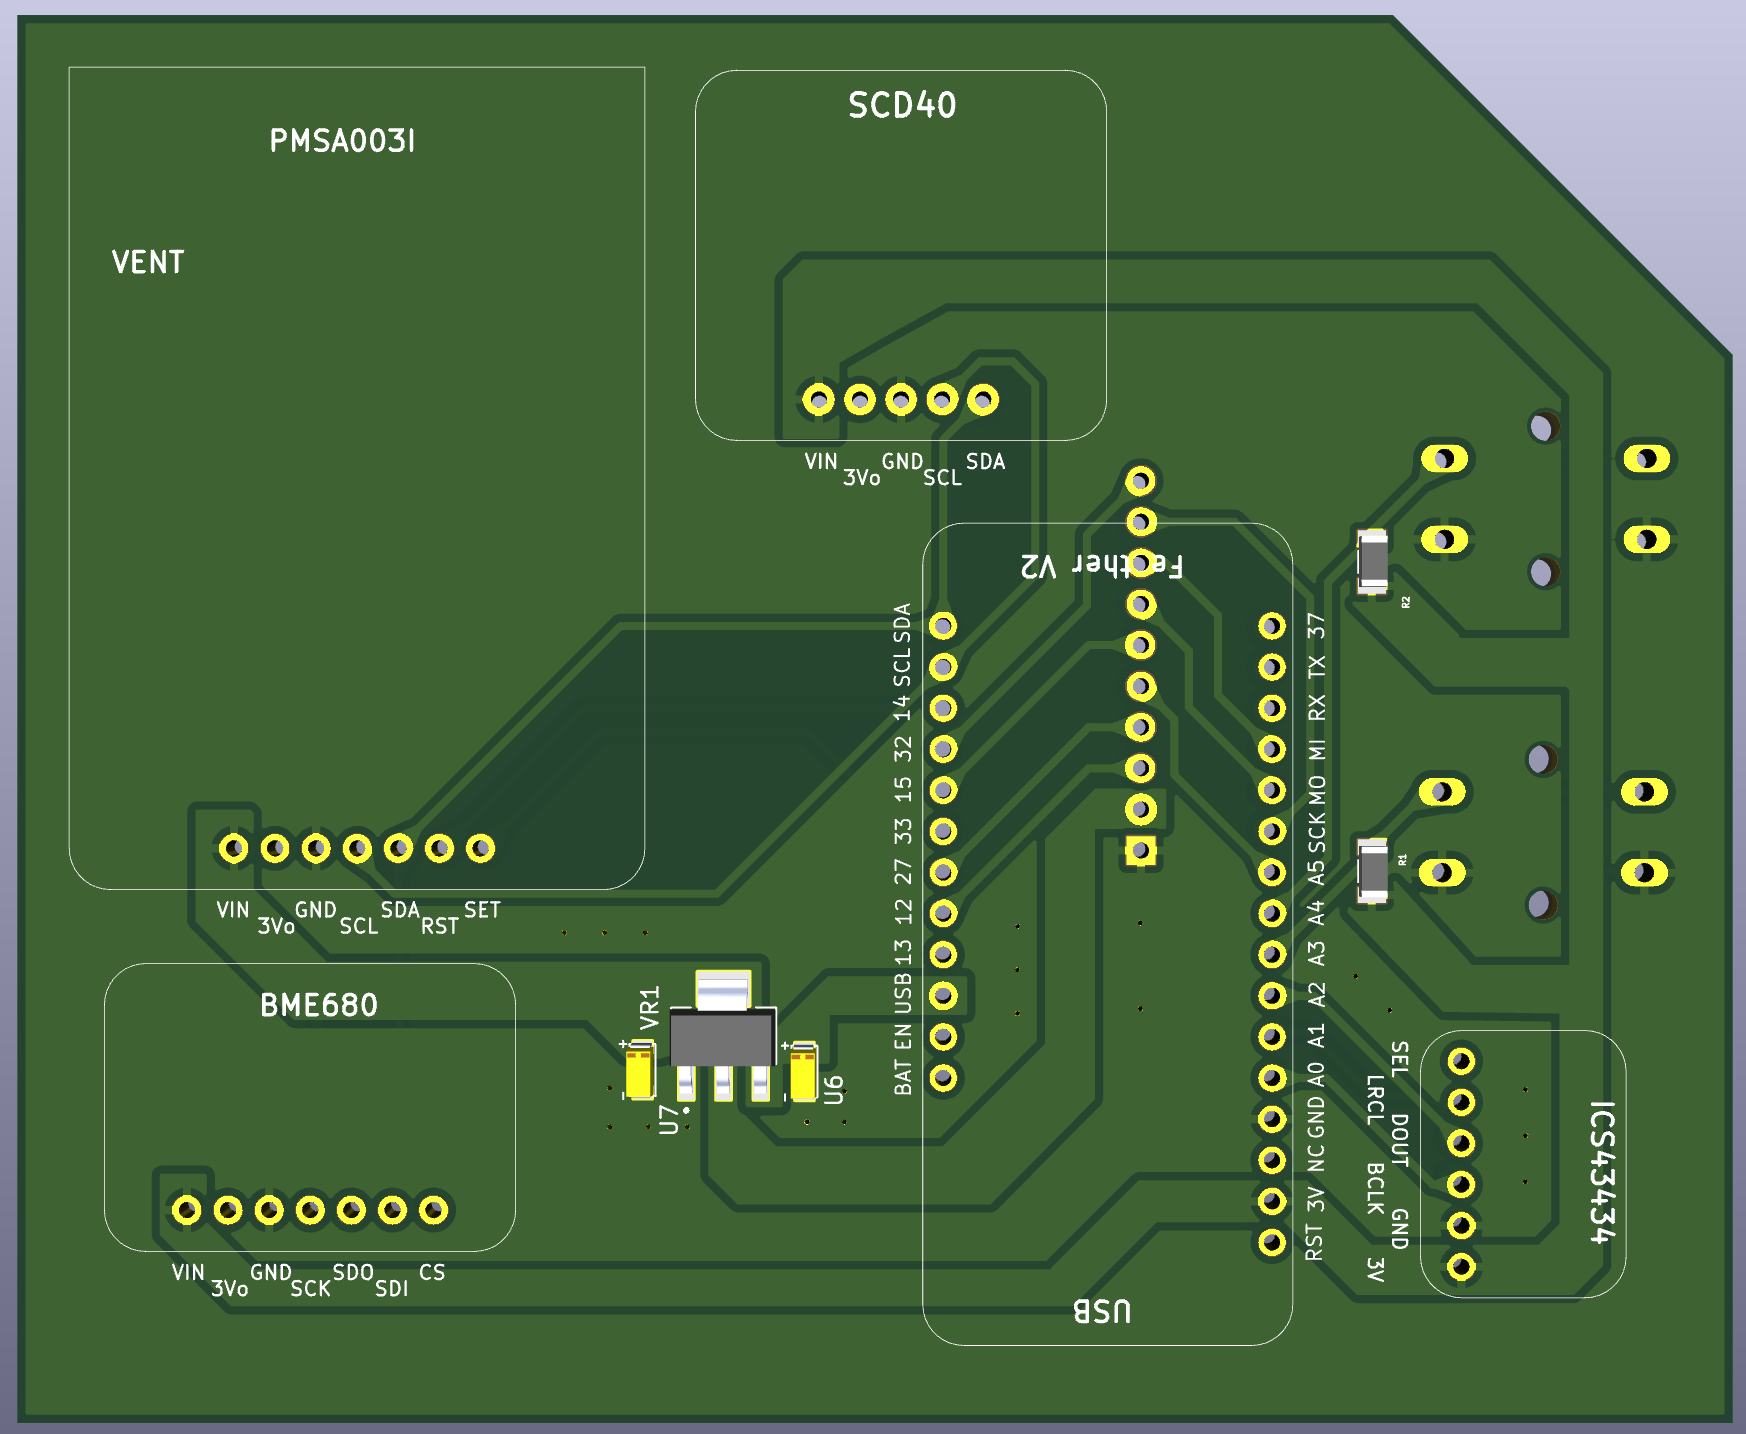 SCD40
PMSA003I
VENT
VIN
3Vo
GND
SCL
SDA
Feather V2
R2
SDA
SCL
14
32
15
33
27
12
13
USB
EN
BAT
37
TX
RX
MI
MO
SCK
A5
A4
A3
A2
A1
A0
GND
NC
3V
RST
R1
VIN
3Vo
GND
SCL
SDA
RST
SET
BME680
VR1
+
-
U7
+
-
U6
SEL
LRCL
DOUT
BCLK
GND
3V
ICS43434
VIN
3Vo
GND
SCK
SDO
SDI
CS
USB